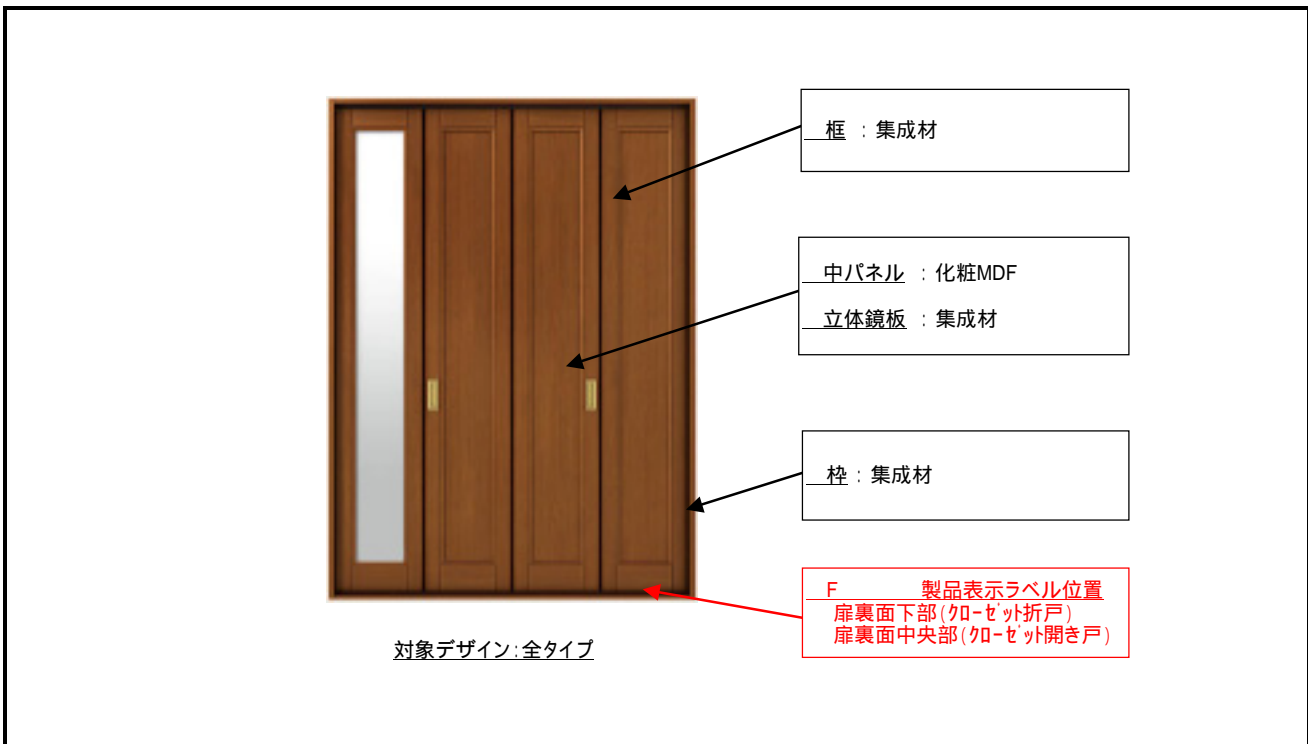 框 : 集成材
中パネル : 化粧MDF
立体鏡板 : 集成材
枠 : 集成材
F 製品表示ラベル位置
扉裏面下部(ｸﾛｰｾﾞｯﾄ折戸)
扉裏面中央部(ｸﾛｰｾﾞｯﾄ開き戸)
対象デザイン:全タイプ